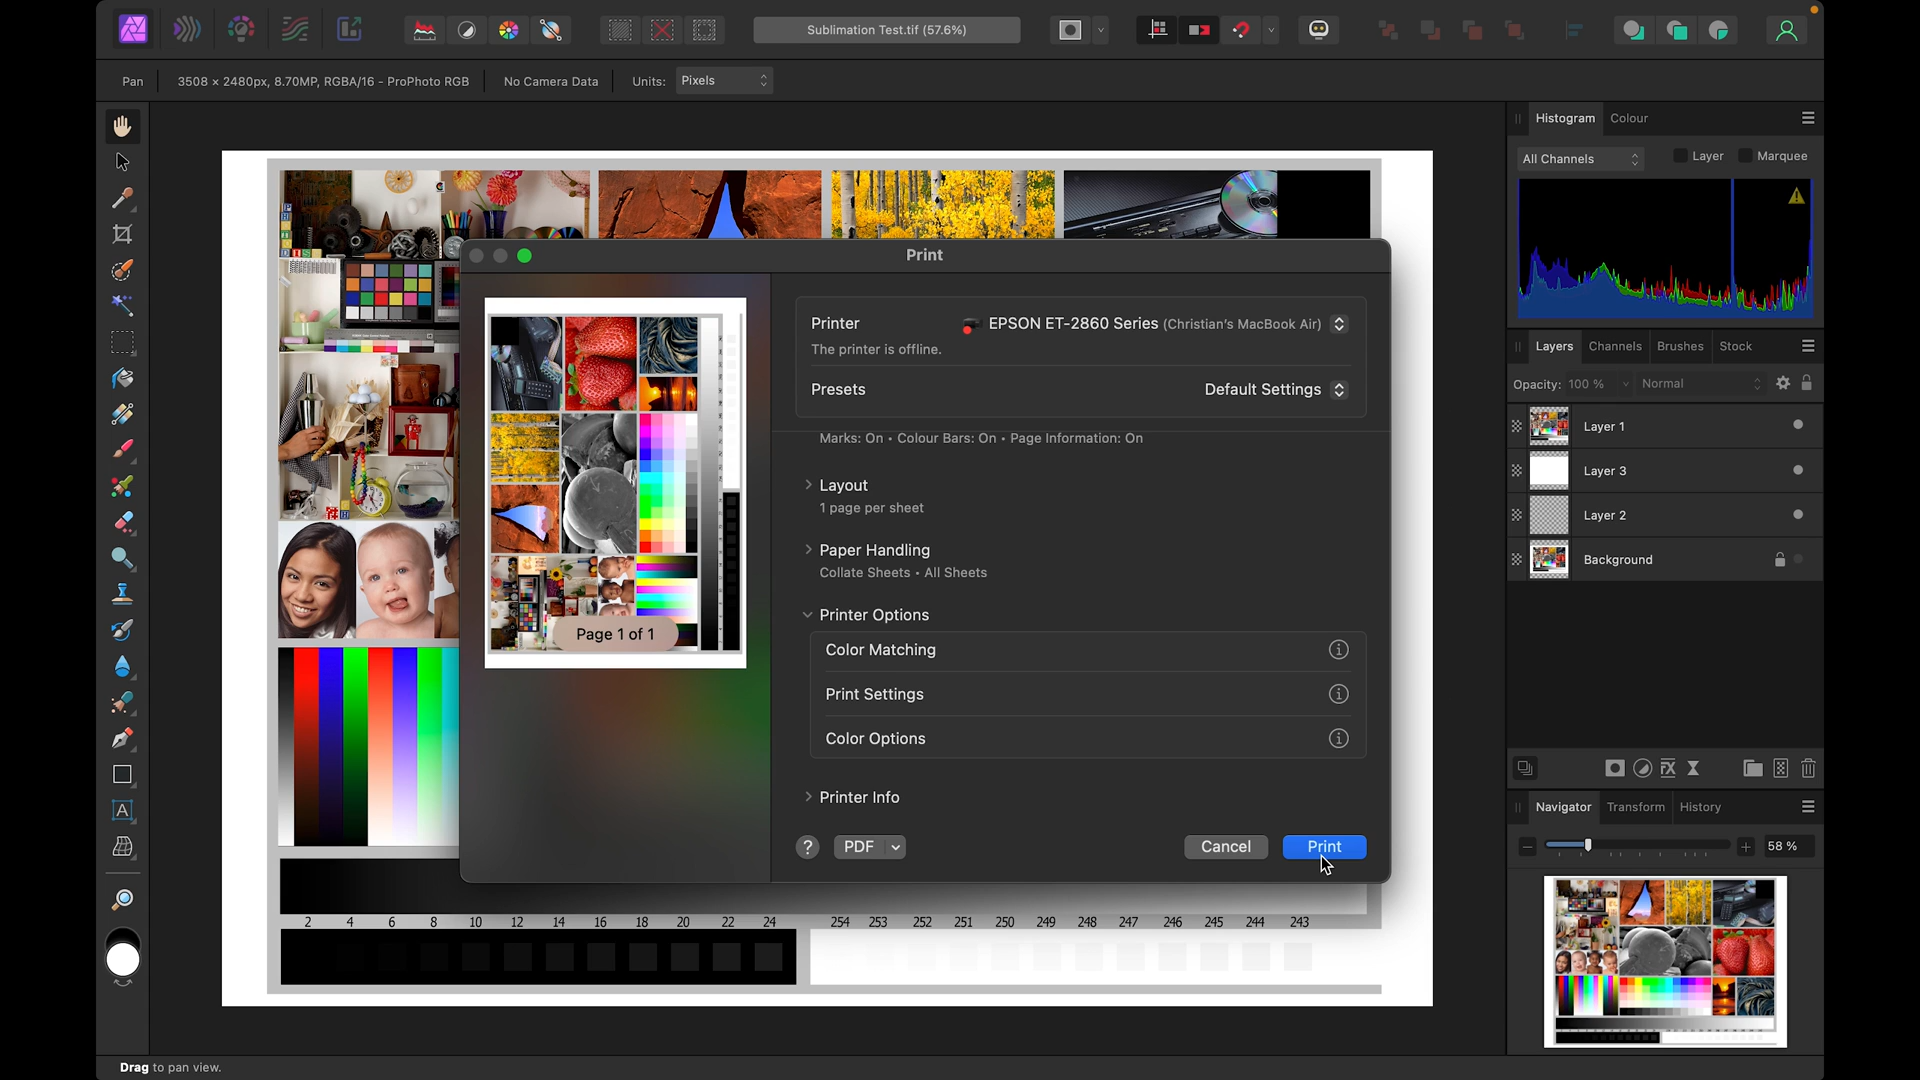 Sublimation Test.tif (57.6%)
Pan
3508 × 2480px, 8.70MP, RGBA/16 - ProPhoto RGB
No Camera Data
Units: Pixels
Histogram Colour
All Channels
Layer
Marquee
Print
Printer
EPSON ET-2860 Series (Christian's MacBook Air)
The printer is offline.
Presets
Default Settings
Marks: On • Colour Bars: On • Page Information: On
Layout
1 page per sheet
Paper Handling
Collate Sheets • All Sheets
Printer Options
Color Matching
Print Settings
Color Options
Printer Info
? PDF
Cancel
Print
Page 1 of 1
Layers Channels Brushes Stock
Opacity: 100 % Normal
Layer 1
Layer 3
Layer 2
Background
Navigator Transform History
58 %
2 4 6 8 10 12 14 16 18 20 22 24
254 253 252 251 250 249 248 247 246 245 244 243
Drag to pan view.